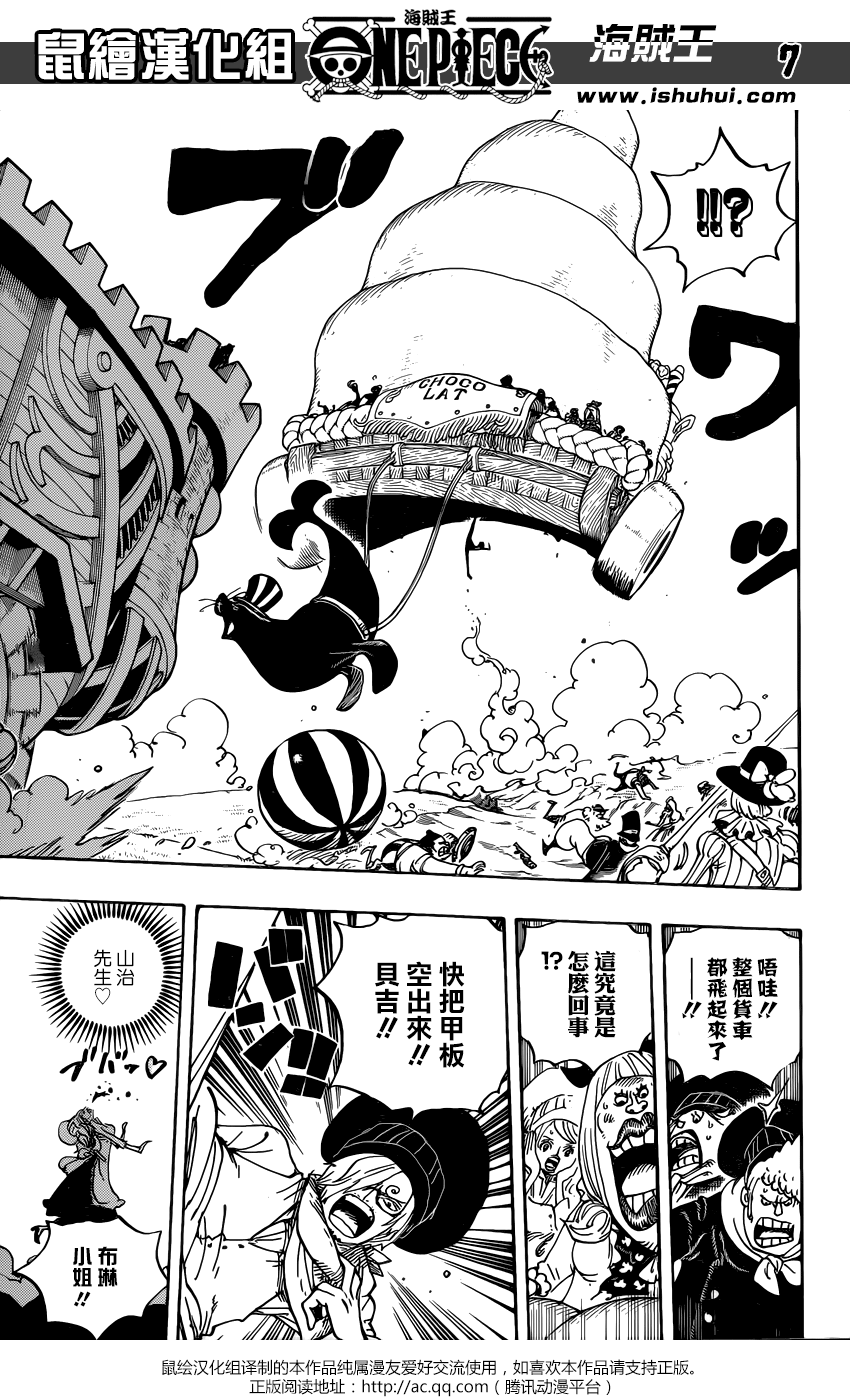 鼠繪漢化組
海賊王
ONE PIECE
海賊王
7
www.ishuhui.com
!!?
ブワッ
CHOCO
LAT
唔哇!!
整個貨車
都飛起來了
——!!
這究竟是
怎麼回事
!?
快把甲板
空出來!!
貝吉!!
山治
先生♡
ブバッ♡
布琳
小姐!!
鼠绘汉化组译制的本作品纯属漫友爱好交流使用，如喜欢本作品请支持正版。
正版阅读地址：http://ac.qq.com（腾讯动漫平台）